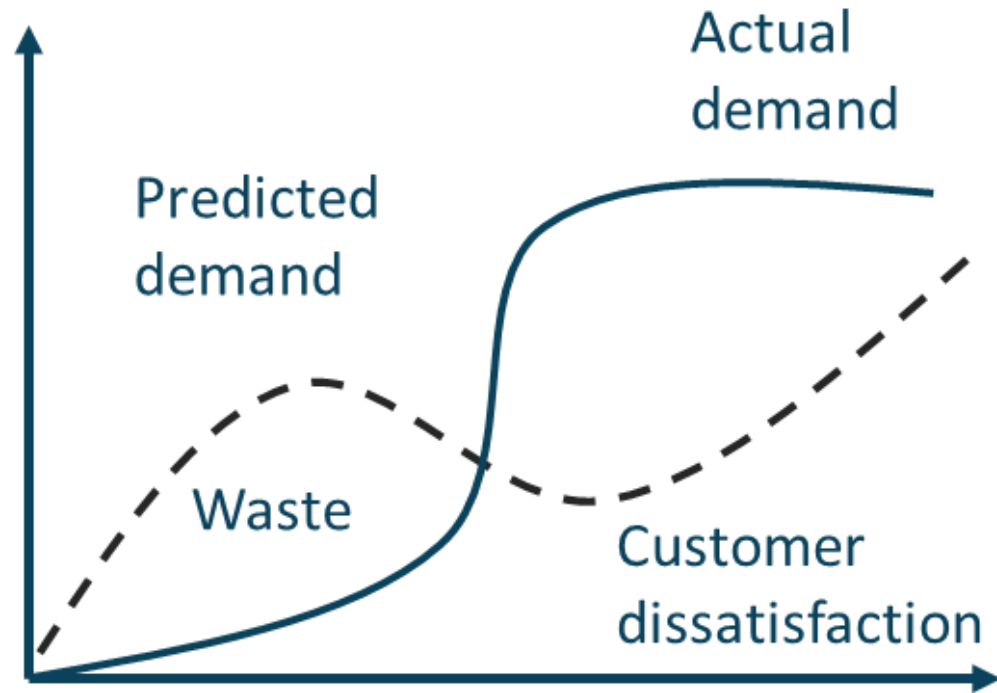 Actual
demand
Predicted
demand
Waste
Customer
dissatisfaction